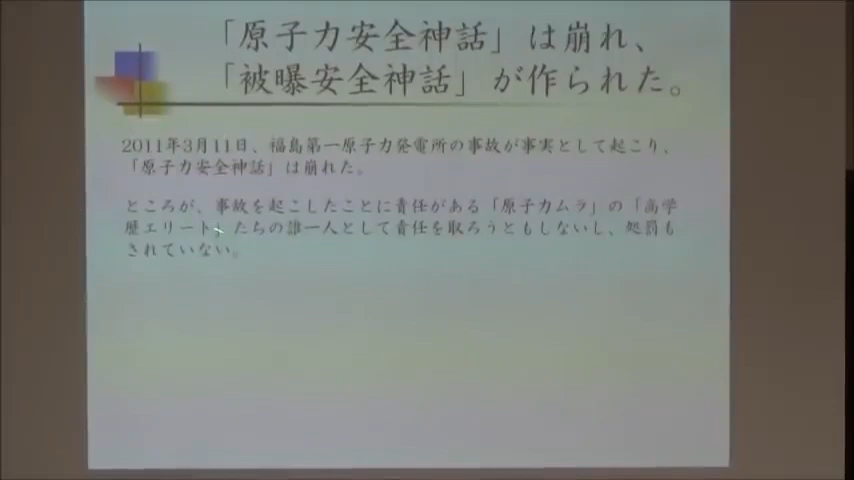 「原子力安全神話」は崩れ、
「被曝安全神話」が作られた。
2011年3月11日、福島第一原子力発電所の事故が事実として起こり、
「原子力安全神話」は崩れた。
ところが、事故を起こしたことに責任がある「原子力ムラ」の「高学
歴エリート」たちの誰一人として責任を取ろうともしないし、処罰も
されていない。